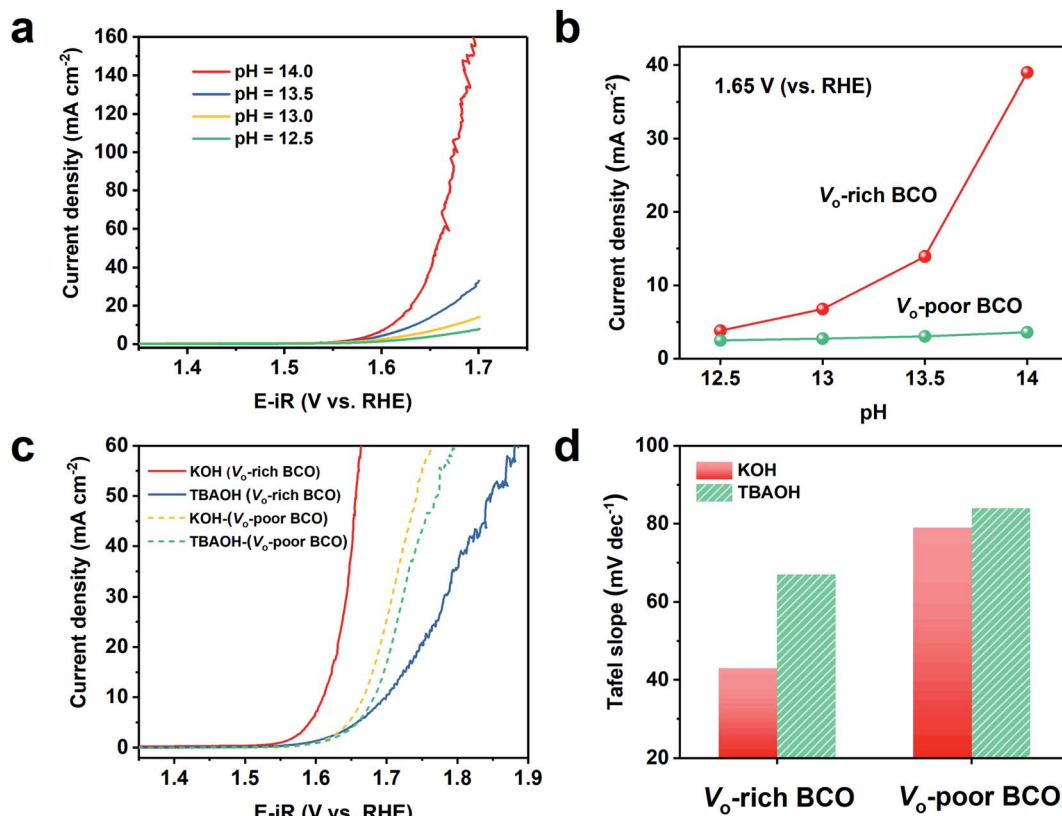 a
160
140
120
100
80
60
40
20
0
Current density (mA cm⁻²)
pH = 14.0
pH = 13.5
pH = 13.0
pH = 12.5
1.4
1.5
1.6
1.7
E-iR (V vs. RHE)
b
40
30
20
10
0
Current density (mA cm⁻²)
1.65 V (vs. RHE)
Vo-rich BCO
Vo-poor BCO
12.5
13
13.5
14
pH
c
60
50
40
30
20
10
0
Current density (mA cm⁻²)
KOH (Vo-rich BCO)
TBAOH (Vo-rich BCO)
KOH-(Vo-poor BCO)
TBAOH-(Vo-poor BCO)
1.4
1.5
1.6
1.7
1.8
1.9
E-iR (V vs. RHE)
d
100
80
60
40
20
Tafel slope (mV dec⁻¹)
KOH
TBAOH
Vo-rich BCO
Vo-poor BCO